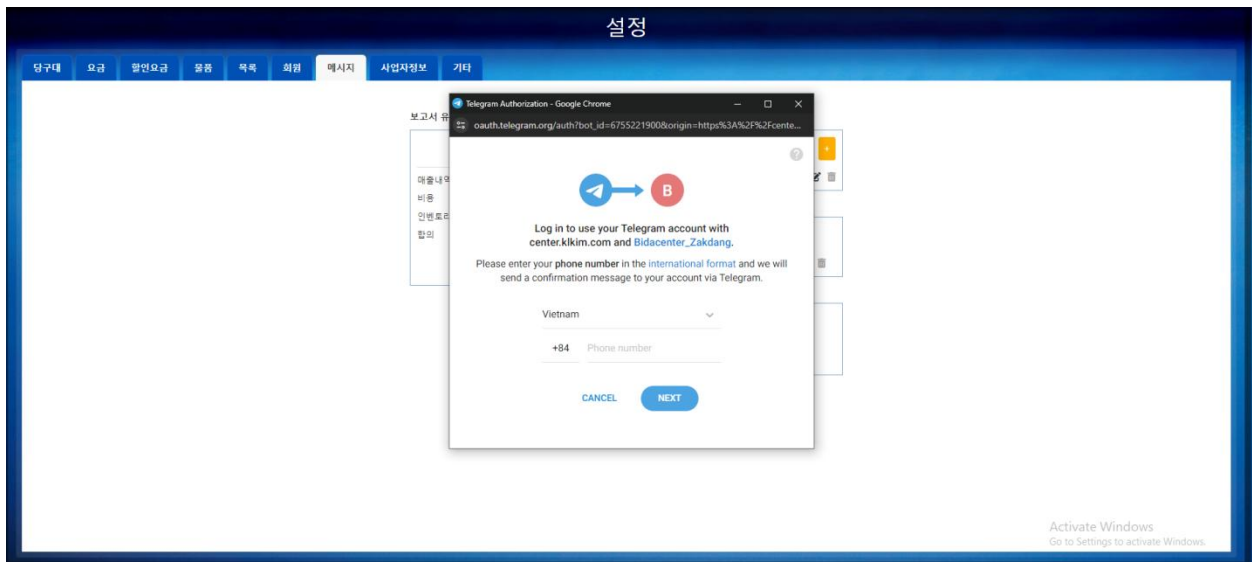 설정
당구대 요금 할인요금 물품 목록 회원 메시지 사업자정보 기타
보고서 유
매출내역
비용
인벤토리
합의
Telegram Authorization - Google Chrome
oauth.telegram.org/auth?bot_id=6755221900&origin=https%3A%2F%2Fcente...
?
+
B
Log in to use your Telegram account with
center.klkim.com and Bidacenter_Zakdang.
Please enter your phone number in the international format and we will
send a confirmation message to your account via Telegram.
Vietnam
+84 Phone number
CANCEL NEXT
Activate Windows
Go to Settings to activate Windows.